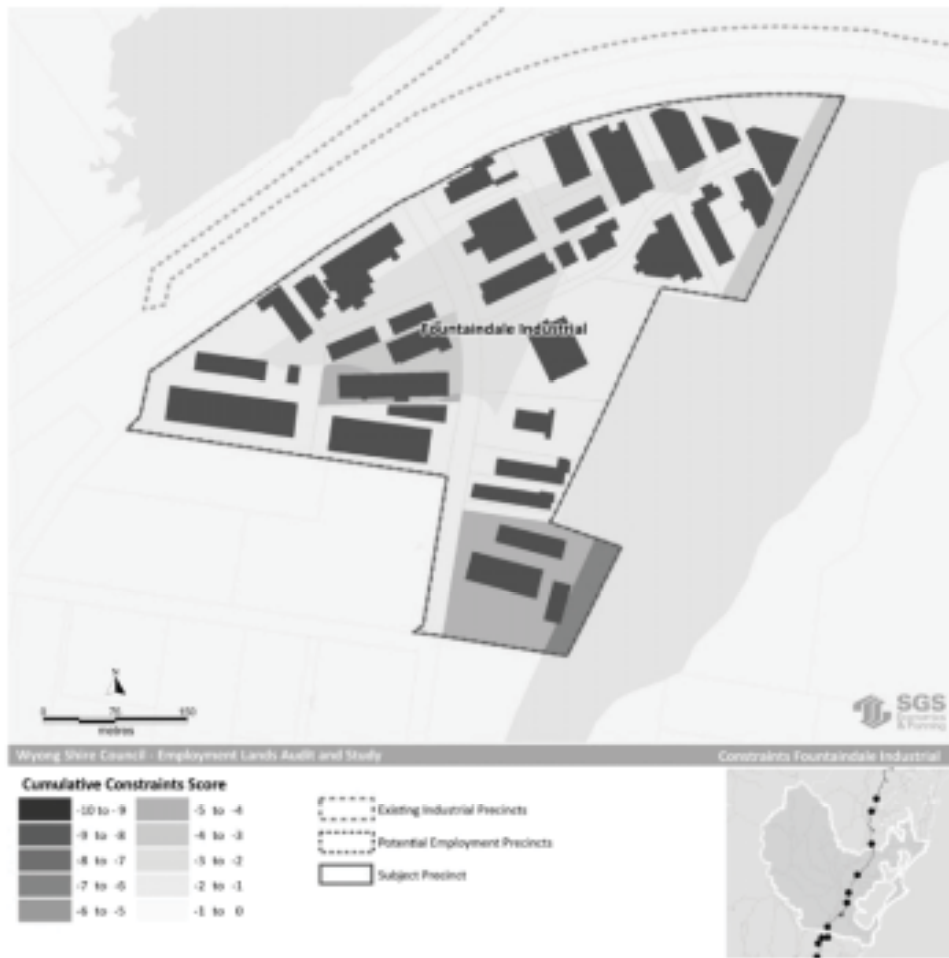 Fountaindale Industrial
N
0 75 150
metres
SGS
Economics
& Planning
Wyong Shire Council - Employment Lands Audit and Study
Constraints Fountaindale Industrial
Cumulative Constraints Score
-10 to -9
-9 to -8
-8 to -7
-7 to -6
-6 to -5
-5 to -4
-4 to -3
-3 to -2
-2 to -1
-1 to 0
Existing Industrial Precincts
Potential Employment Precincts
Subject Precinct